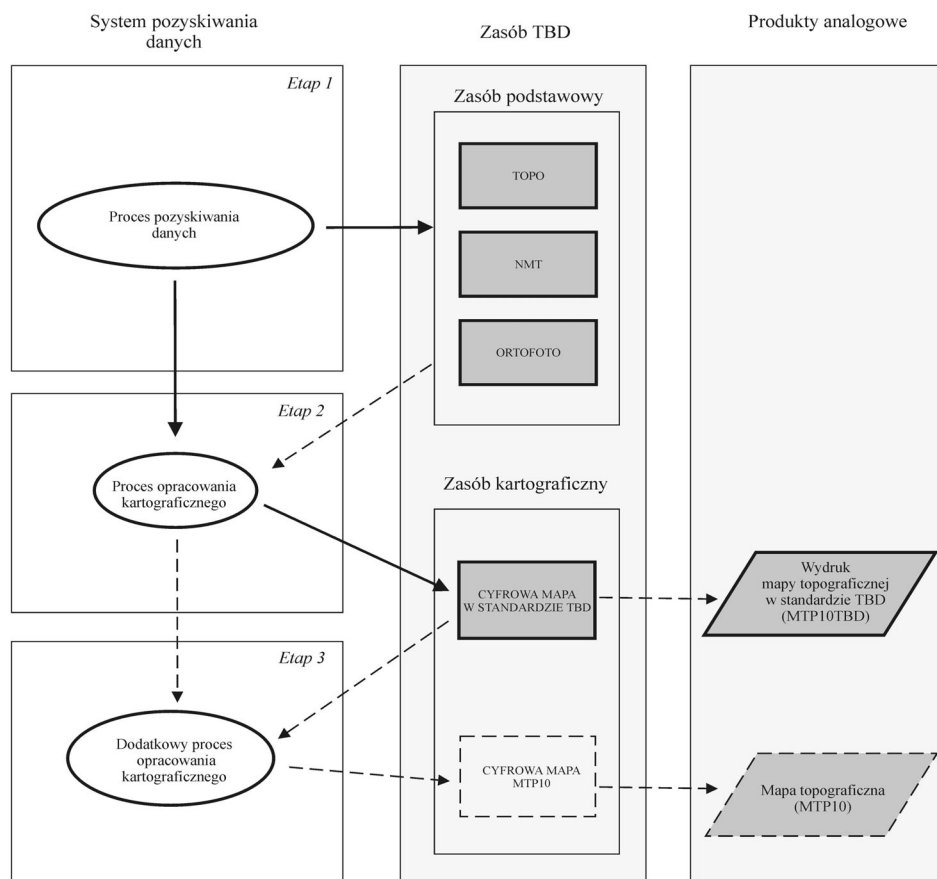 System pozyskiwania
danych
Zasób TBD
Produkty analogowe
Etap 1
Proces pozyskiwania
danych
Zasób podstawowy
TOPO
NMT
ORTOFOTO
Etap 2
Proces opracowania
kartograficznego
Zasób kartograficzny
CYFROWA MAPA
W STANDARDZIE TBD
Wydruk
mapy topograficznej
w standardzie TBD
(MTP10TBD)
Etap 3
Dodatkowy proces
opracowania
kartograficznego
CYFROWA MAPA
MTP10
Mapa topograficzna
(MTP10)